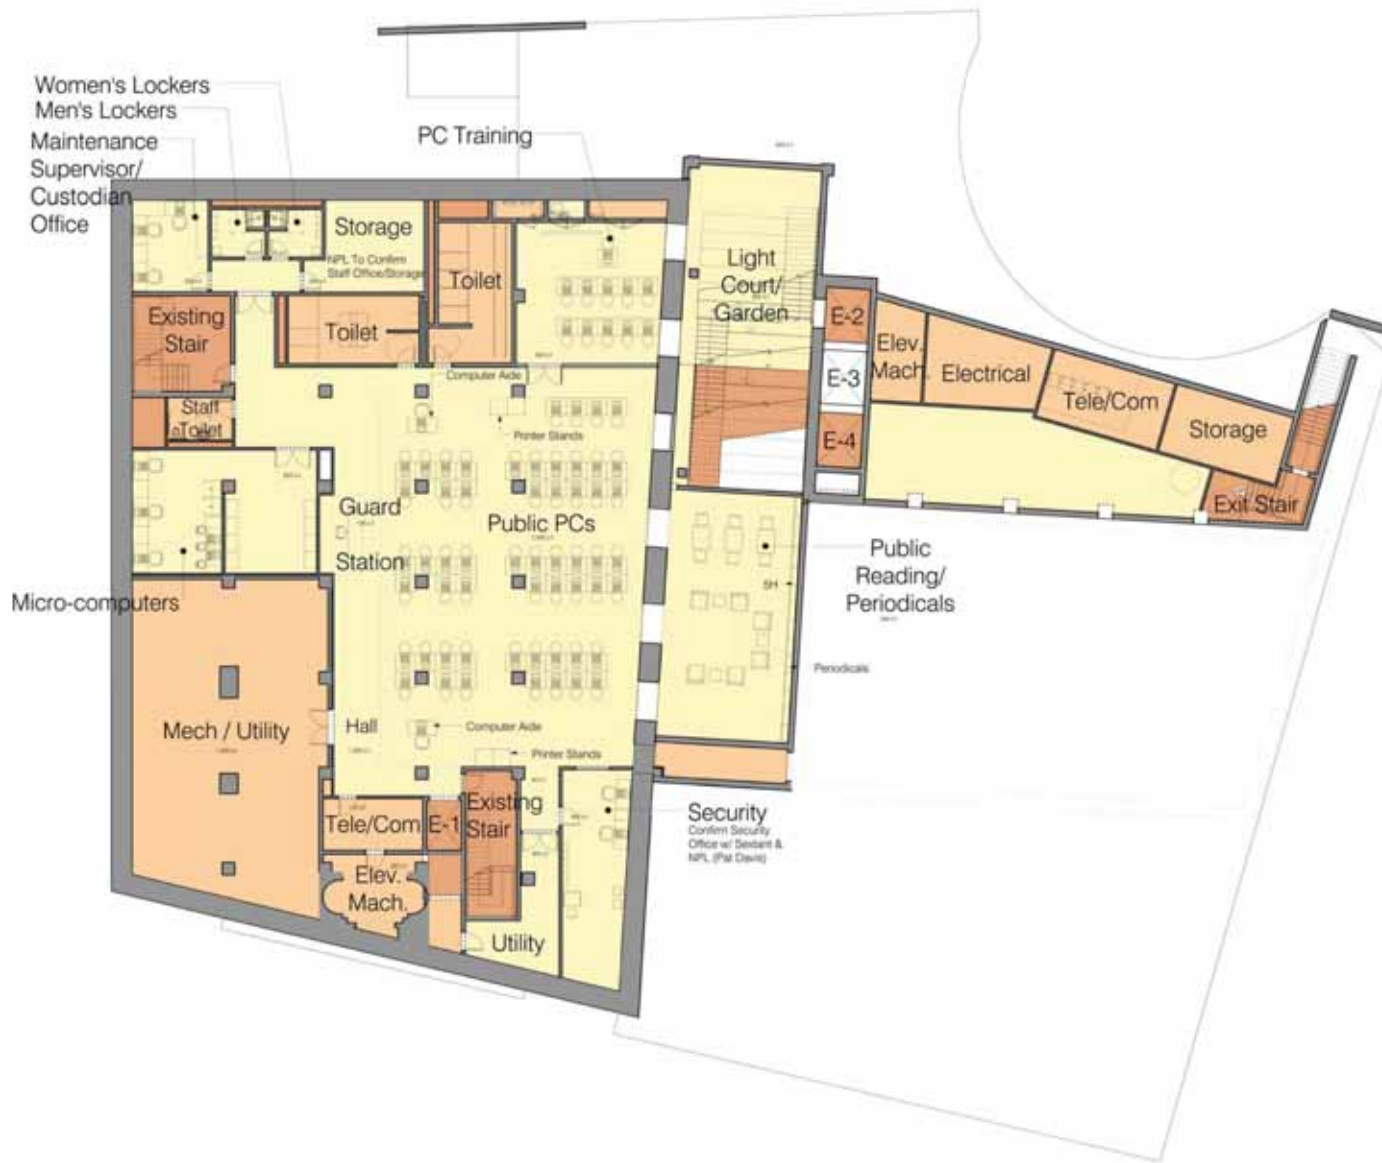 Women's Lockers
Men's Lockers
Maintenance
Supervisor/
Custodian
Office
PC Training
Storage
NPL To Confirm
Staff Office/Storage
Toilet
Toilet
Existing
Stair
Staff
Toilet
Light
Court/
Garden
E-2
E-3
E-4
Elev.
Mach.
Electrical
Tele/Com
Storage
Exit Stair
Computer Aide
Printer Stands
Guard
Station
Public PCs
Public
Reading/
Periodicals
SH
Periodicals
Micro-computers
Mech / Utility
Hall
Computer Aide
Printer Stands
Tele/Com
E-1
Existing
Stair
Elev.
Mach.
Utility
Security
Confirm Security
Office w/ Sextant &
NPL (Pat Davis)